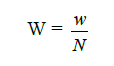 W = w/N